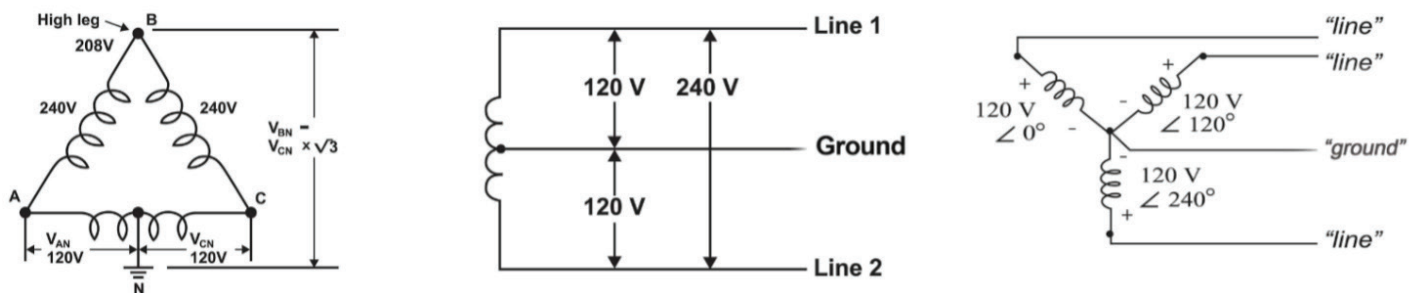 High leg
B
208V
240V
240V
V_BN =
V_CN × √3
A
C
V_AN
120V
V_CN
120V
N
Line 1
120 V
240 V
Ground
120 V
Line 2
"line"
"line"
+
+
120 V
∠ 0°
-
-
120 V
∠ 120°
"ground"
-
120 V
∠ 240°
+
"line"